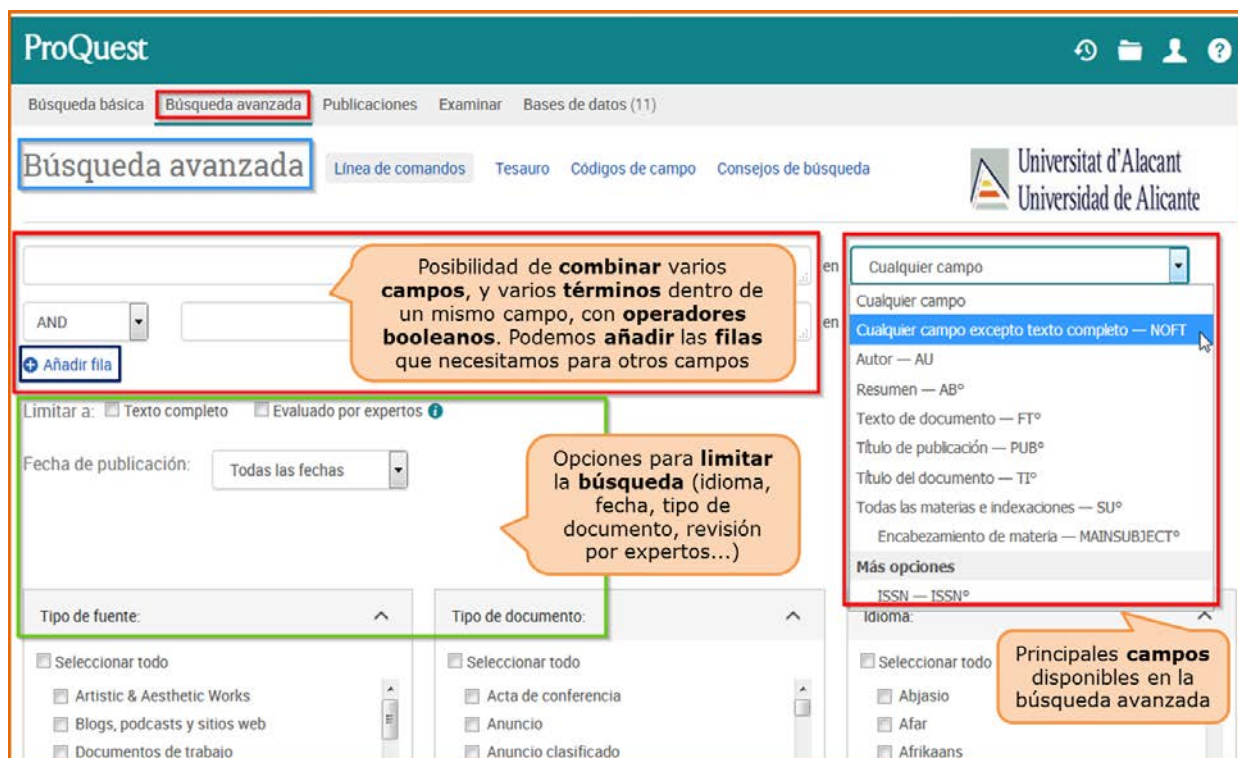 ProQuest
Búsqueda básica Búsqueda avanzada Publicaciones Examinar Bases de datos (11)
Búsqueda avanzada Línea de comandos Tesauro Códigos de campo Consejos de búsqueda
Universitat d'Alacant
Universidad de Alicante
Posibilidad de combinar varios
campos, y varios términos dentro de
un mismo campo, con operadores
booleanos. Podemos añadir las filas
que necesitamos para otros campos
en Cualquier campo
AND
en
Añadir fila
Cualquier campo
Cualquier campo excepto texto completo — NOFT
Autor — AU
Resumen — ABº
Texto de documento — FTº
Título de publicación — PUBº
Título del documento — TIº
Todas las materias e indexaciones — SUº
Encabezamiento de materia — MAINSUBJECTº
Más opciones
ISSN — ISSNº
Limitar a: Texto completo Evaluado por expertos
Fecha de publicación: Todas las fechas
Opciones para limitar
la búsqueda (idioma,
fecha, tipo de
documento, revisión
por expertos...)
Tipo de fuente:
Seleccionar todo
Artistic & Aesthetic Works
Blogs, podcasts y sitios web
Documentos de trabajo
Tipo de documento:
Seleccionar todo
Acta de conferencia
Anuncio
Anuncio clasificado
Idioma:
Seleccionar todo
Abjasio
Afar
Afrikaans
Principales campos
disponibles en la
búsqueda avanzada